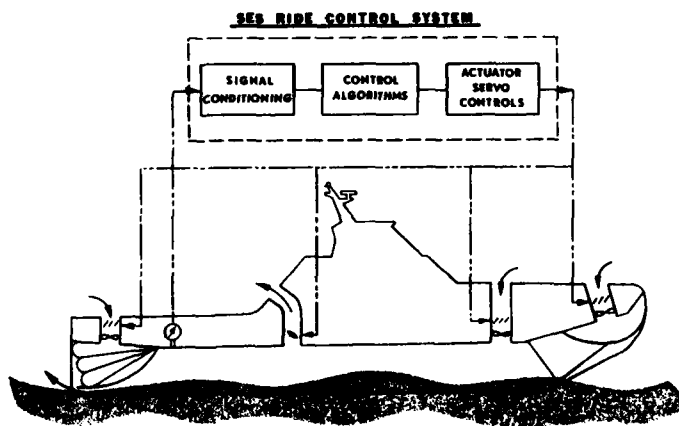 SES RIDE CONTROL SYSTEM
SIGNAL
CONDITIONING
CONTROL
ALGORITHMS
ACTUATOR
SERVO
CONTROLS